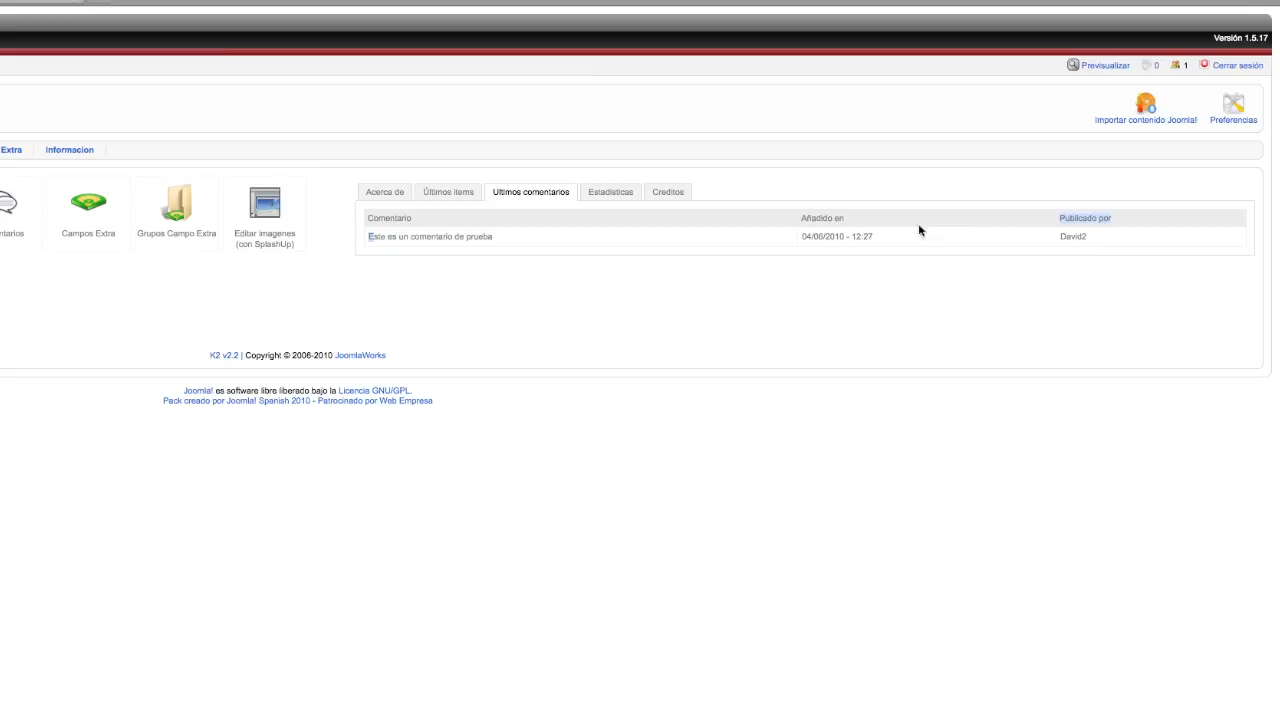 Versión 1.5.17
Previsualizar 0 1 Cerrar sesión
Importar contenido Joomla! Preferencias
Extra Informacion
Acerca de Últimos items Ultimos comentarios Estadísticas Creditos
Comentario Añadido en Publicado por
Este es un comentario de prueba 04/06/2010 - 12:27 David2
ntarios Campos Extra Grupos Campo Extra Editar imagenes
(con SplashUp)
K2 v2.2 | Copyright © 2006-2010 JoomlaWorks
Joomla! es software libre liberado bajo la Licencia GNU/GPL.
Pack creado por Joomla! Spanish 2010 - Patrocinado por Web Empresa